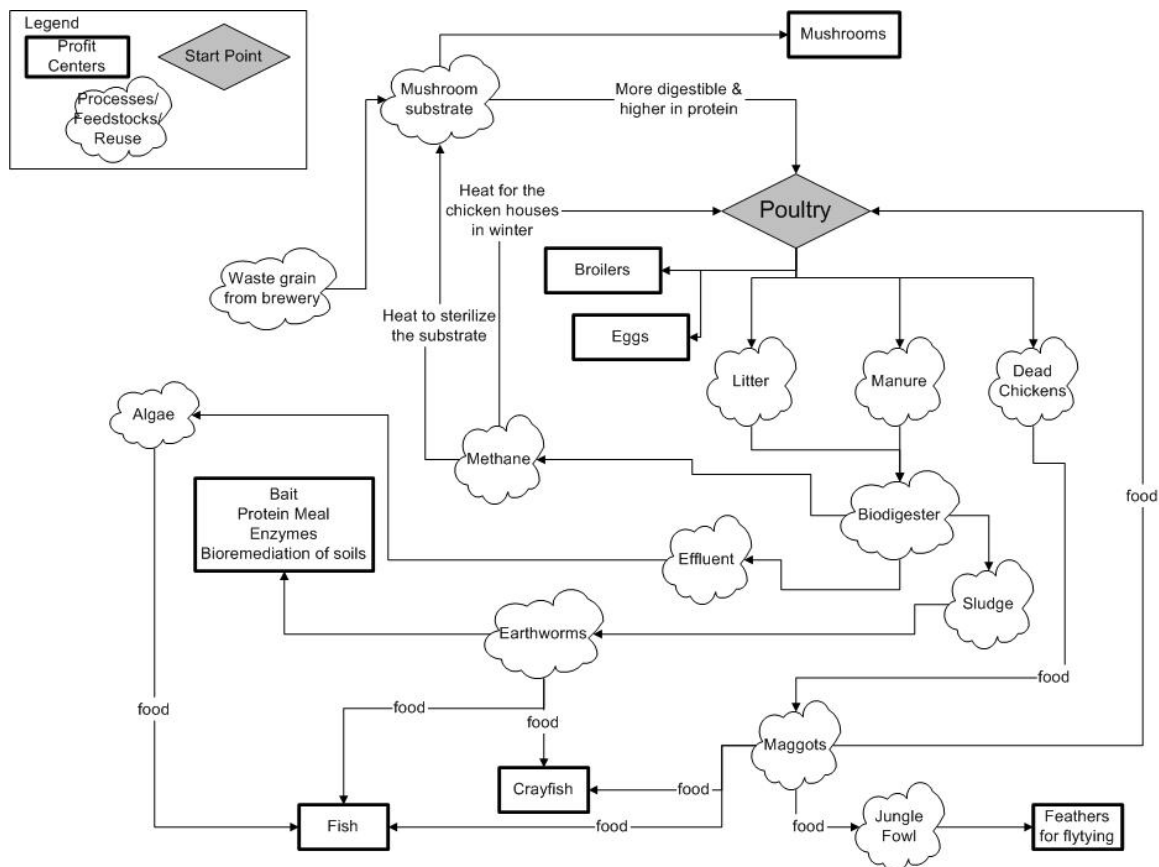 Legend
Profit
Centers
Start Point
Processes/
Feedstocks/
Reuse
Mushrooms
Mushroom
substrate
More digestible &
higher in protein
Heat for the
chicken houses
in winter
Poultry
Waste grain
from brewery
Broilers
Heat to sterilize
the substrate
Eggs
Litter
Manure
Dead
Chickens
Algae
Methane
food
Bait
Protein Meal
Enzymes
Bioremediation of soils
Biodigester
Effluent
Sludge
Earthworms
food
food
food
food
Maggots
Crayfish
food
Fish
food
food
Jungle
Fowl
Feathers
for flytying